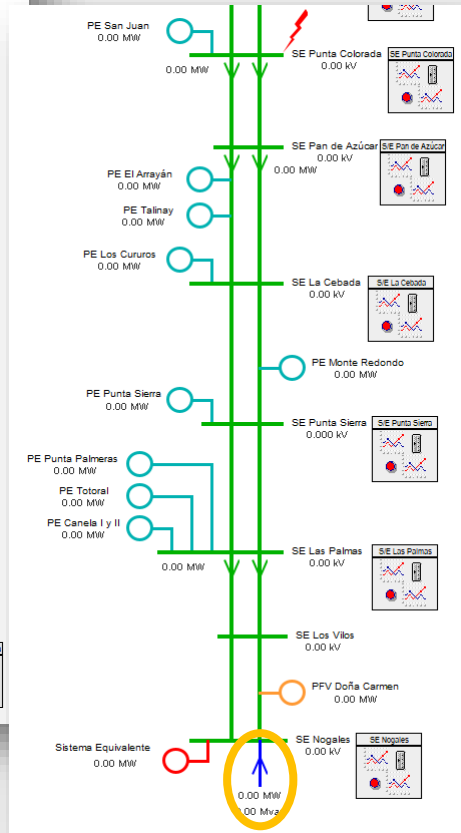 PE San Juan
0.00 MW
SE Punta Colorada
0.00 kV
SE Punta Colorada
0.00 MW
SE Pan de Azúcar
0.00 kV
S/E Pan de Azúcar
0.00 MW
PE El Arrayán
0.00 MW
PE Talinay
0.00 MW
PE Los Cururos
0.00 MW
SE La Cebada
0.00 kV
S/E La Cebada
PE Monte Redondo
0.00 MW
PE Punta Sierra
0.00 MW
SE Punta Sierra
0.000 kV
S/E Punta Sierra
PE Punta Palmeras
0.00 MW
PE Totoral
0.00 MW
PE Canela I y II
0.00 MW
SE Las Palmas
0.00 kV
S/E Las Palmas
0.00 MW
SE Los Vilos
0.00 kV
PFV Doña Carmen
0.00 MW
Sistema Equivalente
0.00 MW
SE Nogales
0.00 kV
SE Nogales
0.00 MW
0.00 Mva